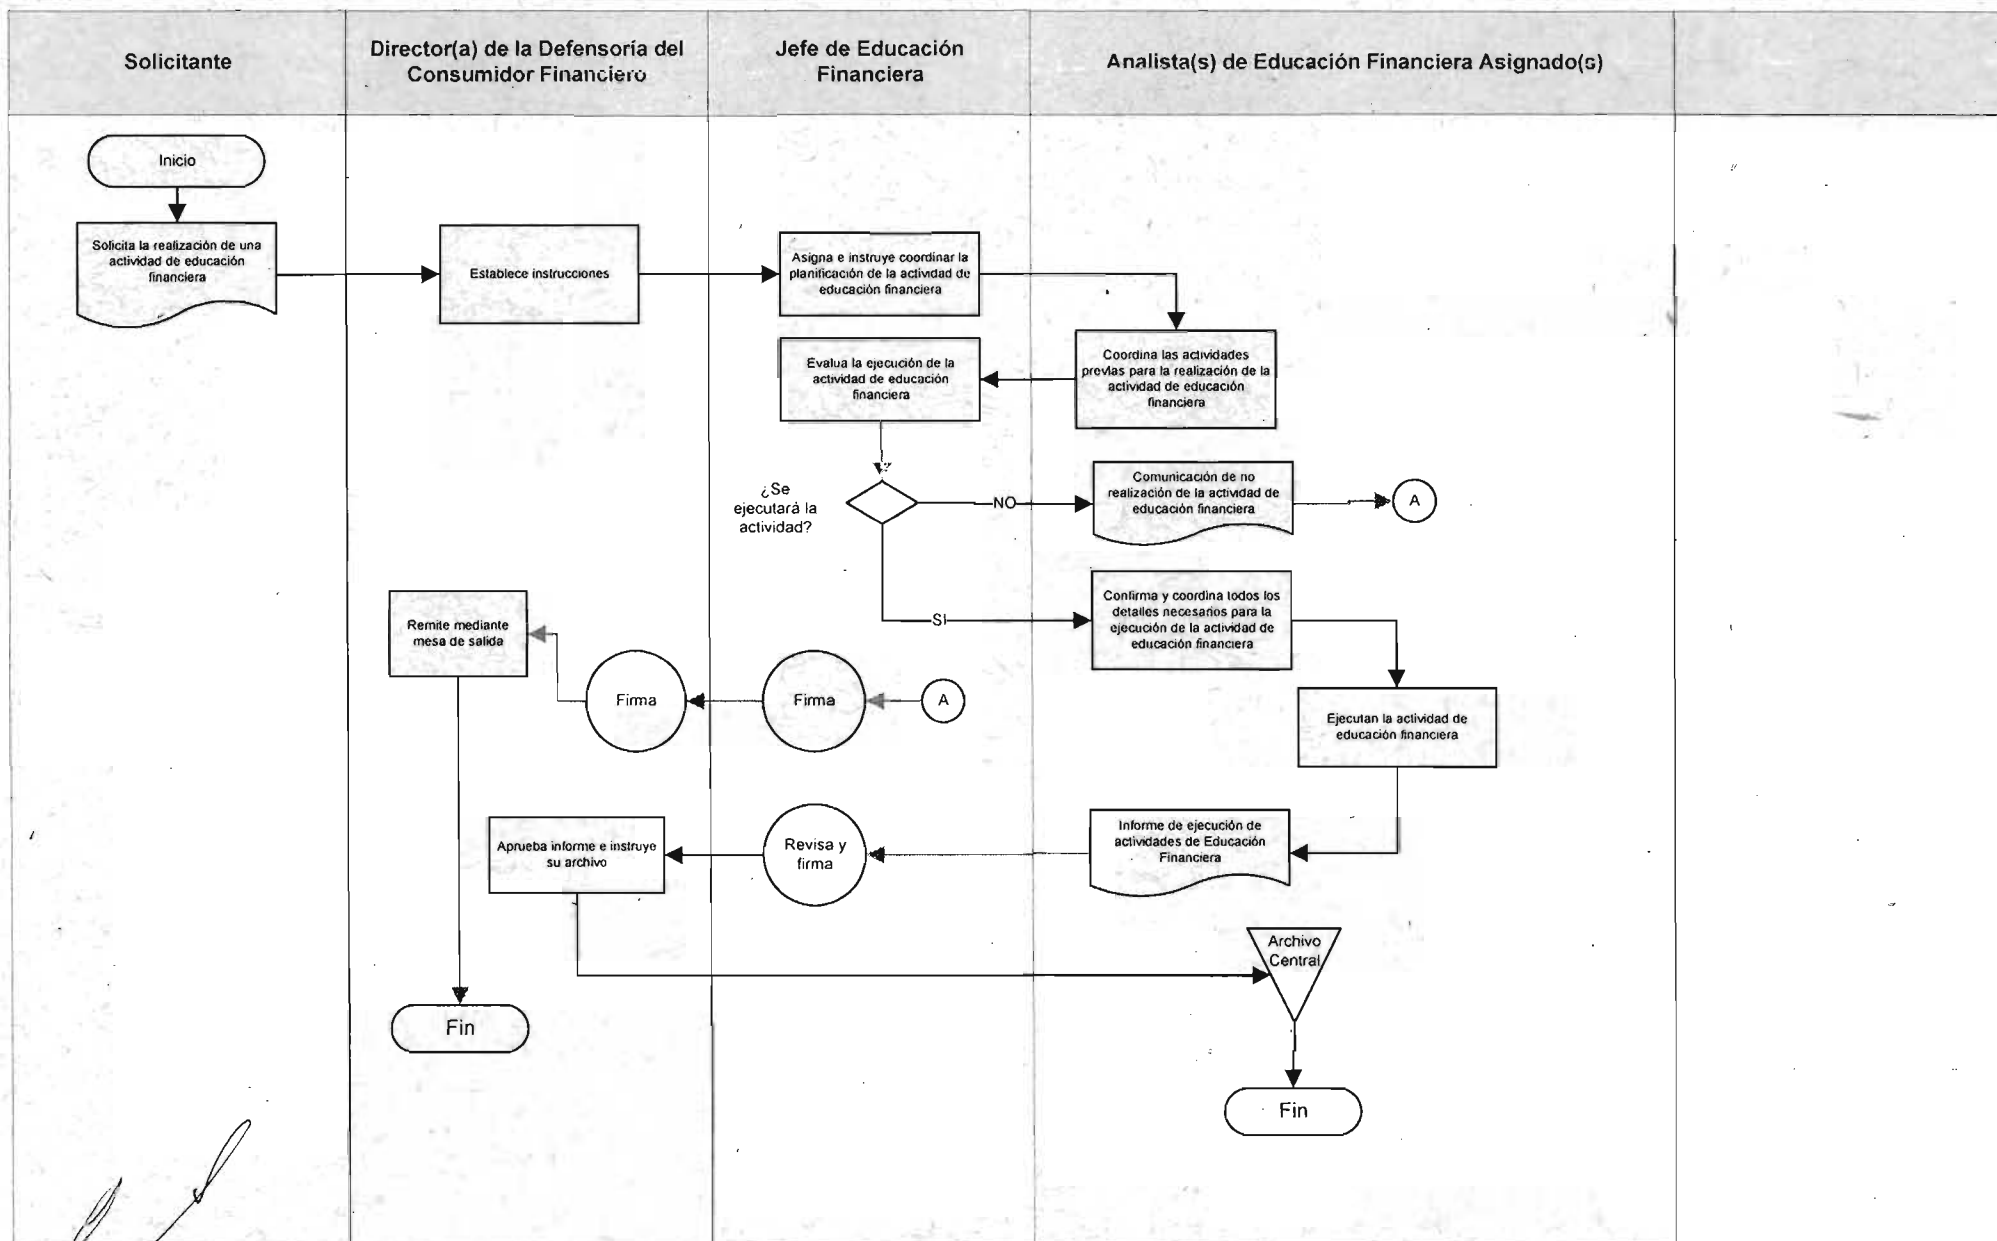 Solicitante
Director(a) de la Defensoría del
Consumidor Financiero
Jefe de Educación
Financiera
Analista(s) de Educación Financiera Asignado(s)
Inicio
Solicita la realización de una
actividad de educación
financiera
Establece instrucciones
Asigna e instruye coordinar la
planificación de la actividad de
educación financiera
Coordina las actividades
previas para la realización de la
actividad de educación
financiera
Evalua la ejecución de la
actividad de educación
financiera
¿Se
ejecutará la
actividad?
NO
Comunicación de no
realización de la actividad de
educación financiera
A
SI
Confirma y coordina todos los
detalles necesarios para la
ejecución de la actividad de
educación financiera
Remite mediante
mesa de salida
Firma
Firma
A
Ejecutan la actividad de
educación financiera
Aprueba informe e instruye
su archivo
Revisa y
firma
Informe de ejecución de
actividades de Educación
Financiera
Archivo
Central
Fin
Fin